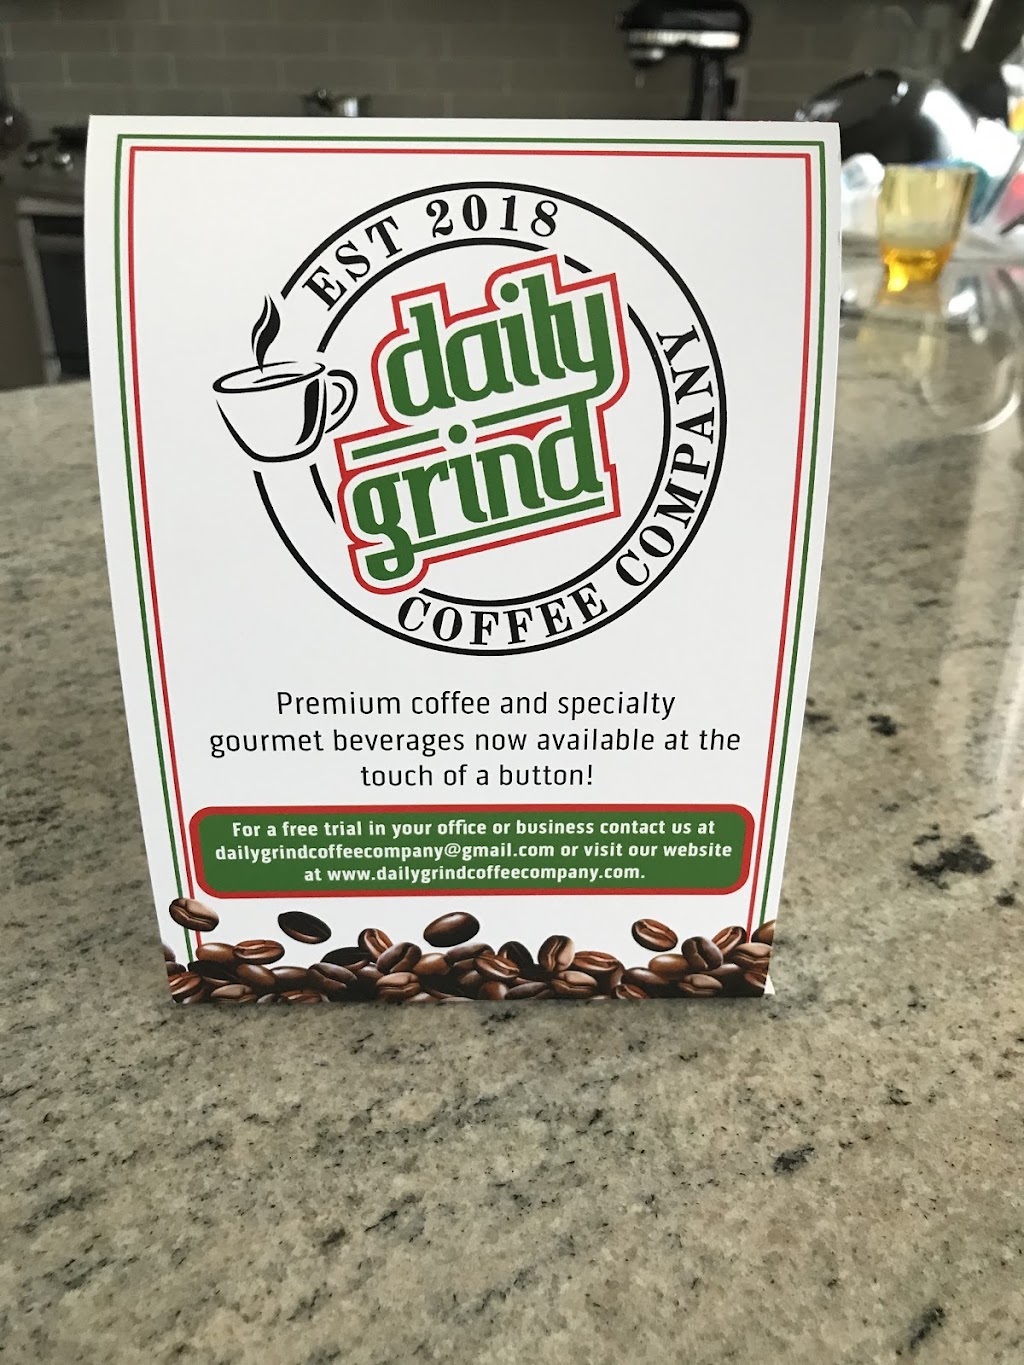 EST 2018
daily
grind
COFFEE COMPANY
Premium coffee and specialty
gourmet beverages now available at the
touch of a button!
For a free trial in your office or business contact us at
dailygrindcoffeecompany@gmail.com or visit our website
at www.dailygrindcoffeecompany.com.